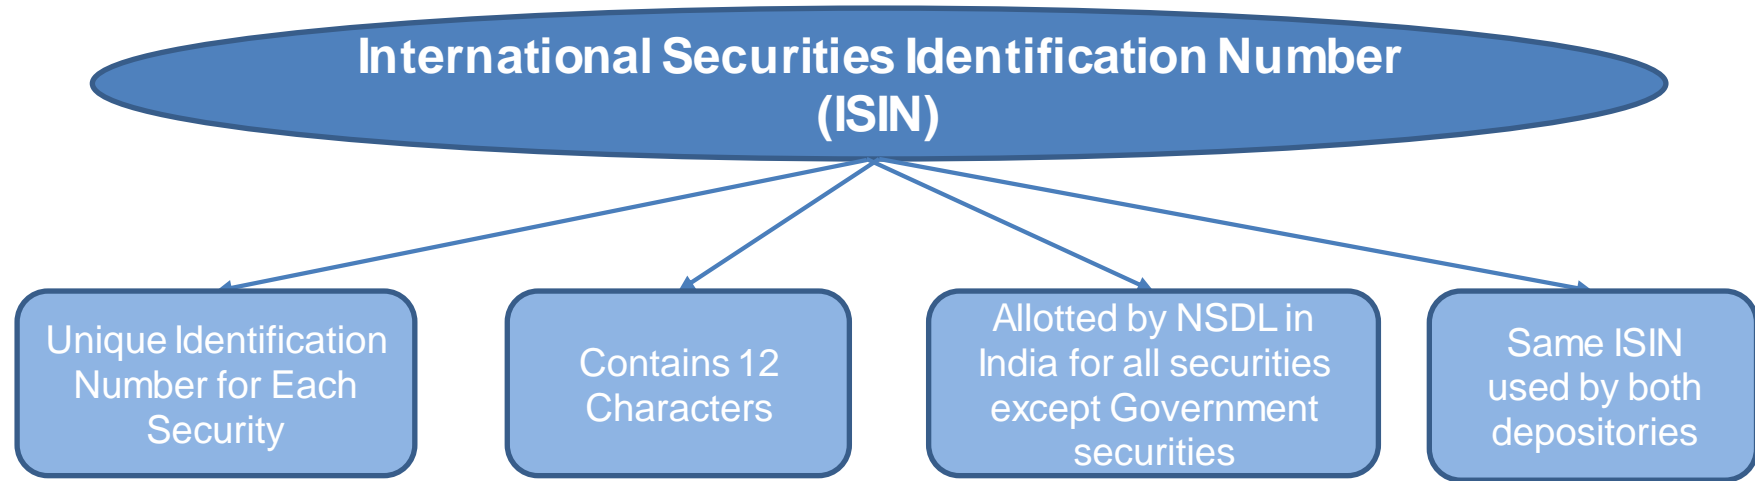 International Securities Identification Number
(ISIN)
Unique Identification
Number for Each
Security
Contains 12
Characters
Allotted by NSDL in
India for all securities
except Government
securities
Same ISIN
used by both
depositories